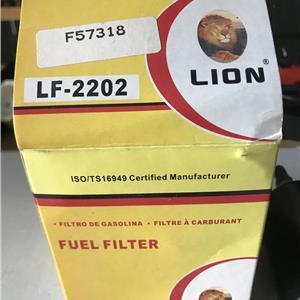 F57318
LF-2202
LION®
ISO/TS16949 Certified Manufacturer
• FILTRO DE GASOLINA • FILTRE À CARBURANT
FUEL FILTER